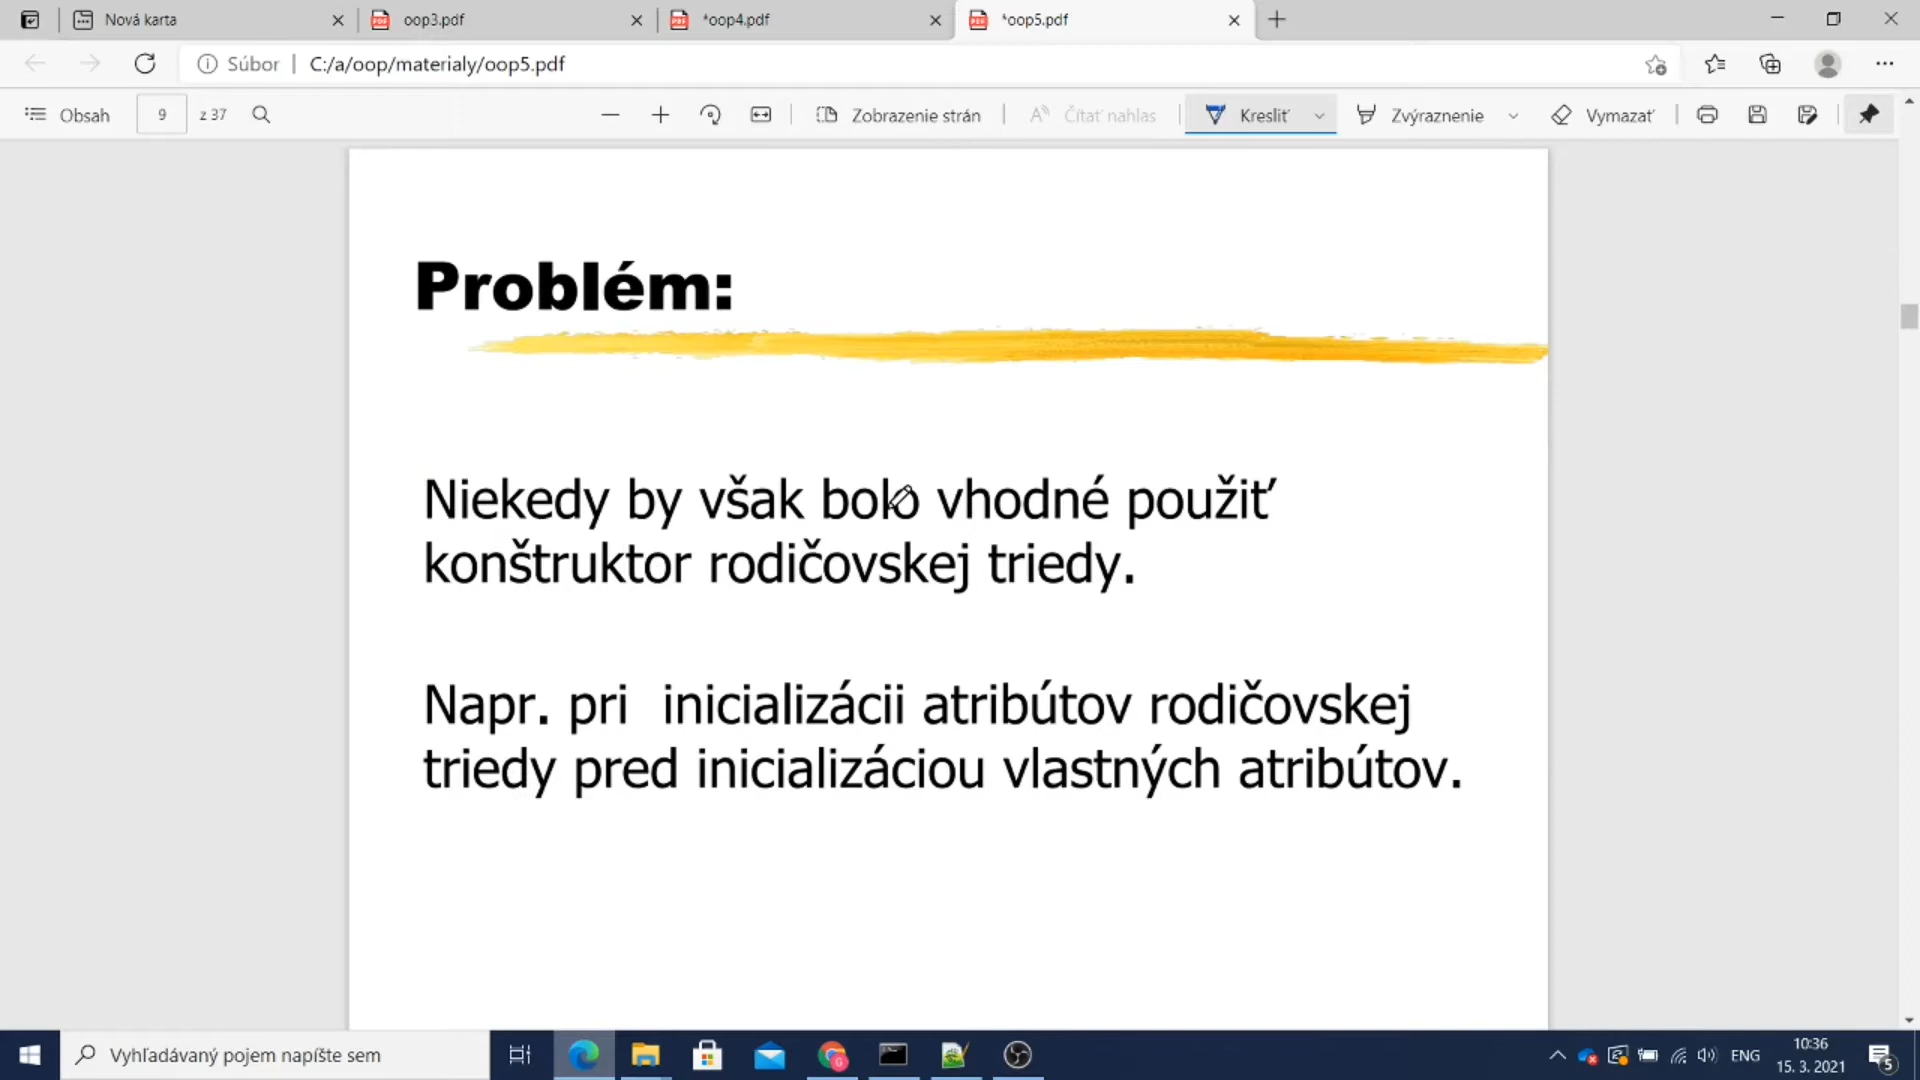 Nová karta
oop3.pdf
*oop4.pdf
*oop5.pdf
Súbor
C:/a/oop/materialy/oop5.pdf
Obsah
9
z 37
Zobrazenie strán
Čítať nahlas
Kresliť
Zvýraznenie
Vymazať
Problém:
Niekedy by však bolo vhodné použiť
konštruktor rodičovskej triedy.
Napr. pri inicializácii atribútov rodičovskej
triedy pred inicializáciou vlastných atribútov.
Vyhľadávaný pojem napíšte sem
ENG
10:36
15. 3. 2021
5